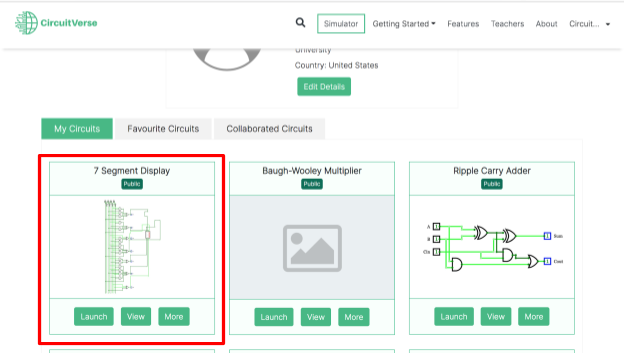 CircuitVerse
Simulator
Getting Started
Features
Teachers
About
Circuit...
University
Country: United States
Edit Details
My Circuits
Favourite Circuits
Collaborated Circuits
7 Segment Display
Public
Launch
View
More
Baugh-Wooley Multiplier
Public
Launch
View
More
Ripple Carry Adder
Public
A
B
Cin
Sum
Cout
Launch
View
More